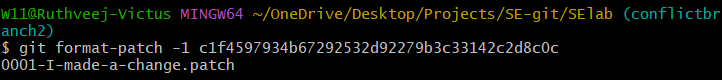 W11@Ruthveej-Victus MINGW64 ~/OneDrive/Desktop/Projects/SE-git/SElab (conflictbr
anch2)
$ git format-patch -1 c1f4597934b67292532d92279b3c33142c2d8c0c
0001-I-made-a-change.patch